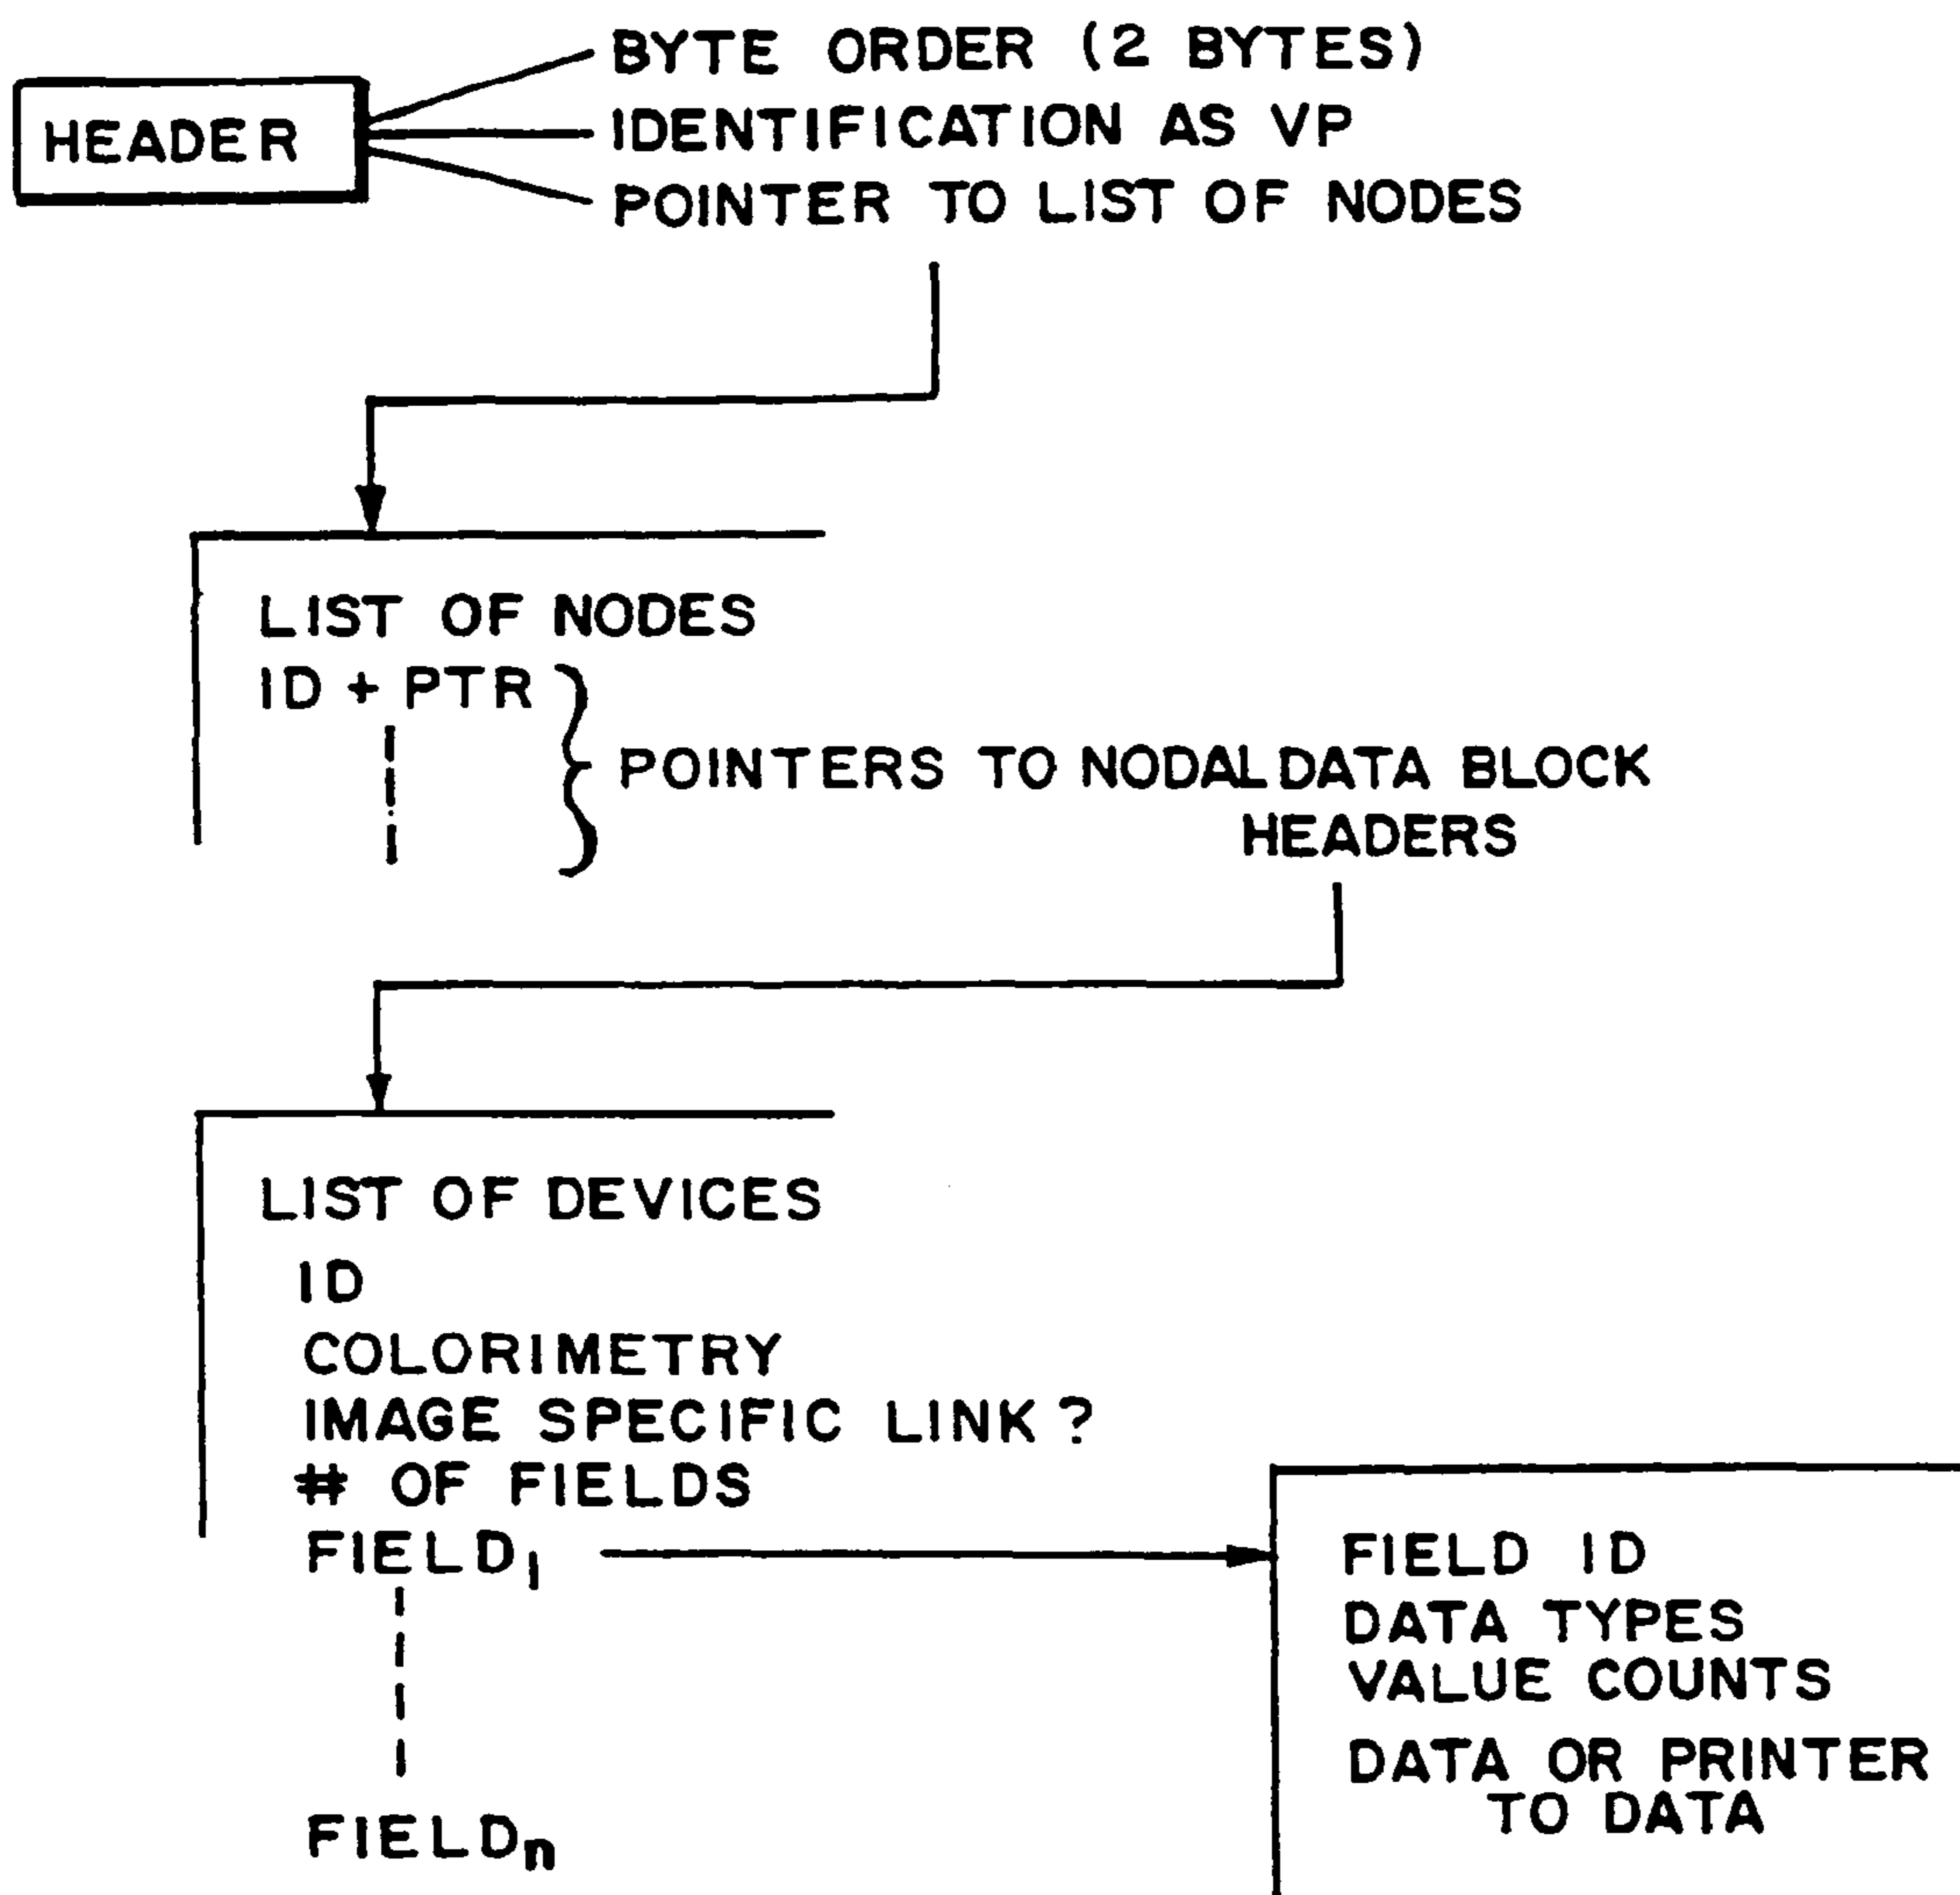 BYTE ORDER (2 BYTES)
HEADER
IDENTIFICATION AS VP
POINTER TO LIST OF NODES
LIST OF NODES
ID + PTR
POINTERS TO NODAL DATA BLOCK
HEADERS
LIST OF DEVICES
ID
COLORIMETRY
IMAGE SPECIFIC LINK ?
# OF FIELDS
FIELD1
FIELD ID
DATA TYPES
VALUE COUNTS
DATA OR PRINTER
TO DATA
FIELDn